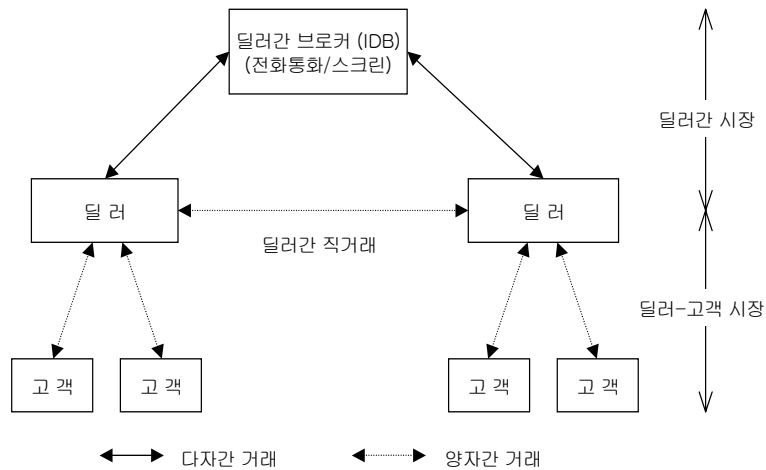 딜러간 브로커 (IDB)
(전화통화/스크린)
딜러간 시장
딜 러
딜 러
딜러간 직거래
딜러-고객 시장
고 객
고 객
고 객
고 객
다자간 거래
양자간 거래